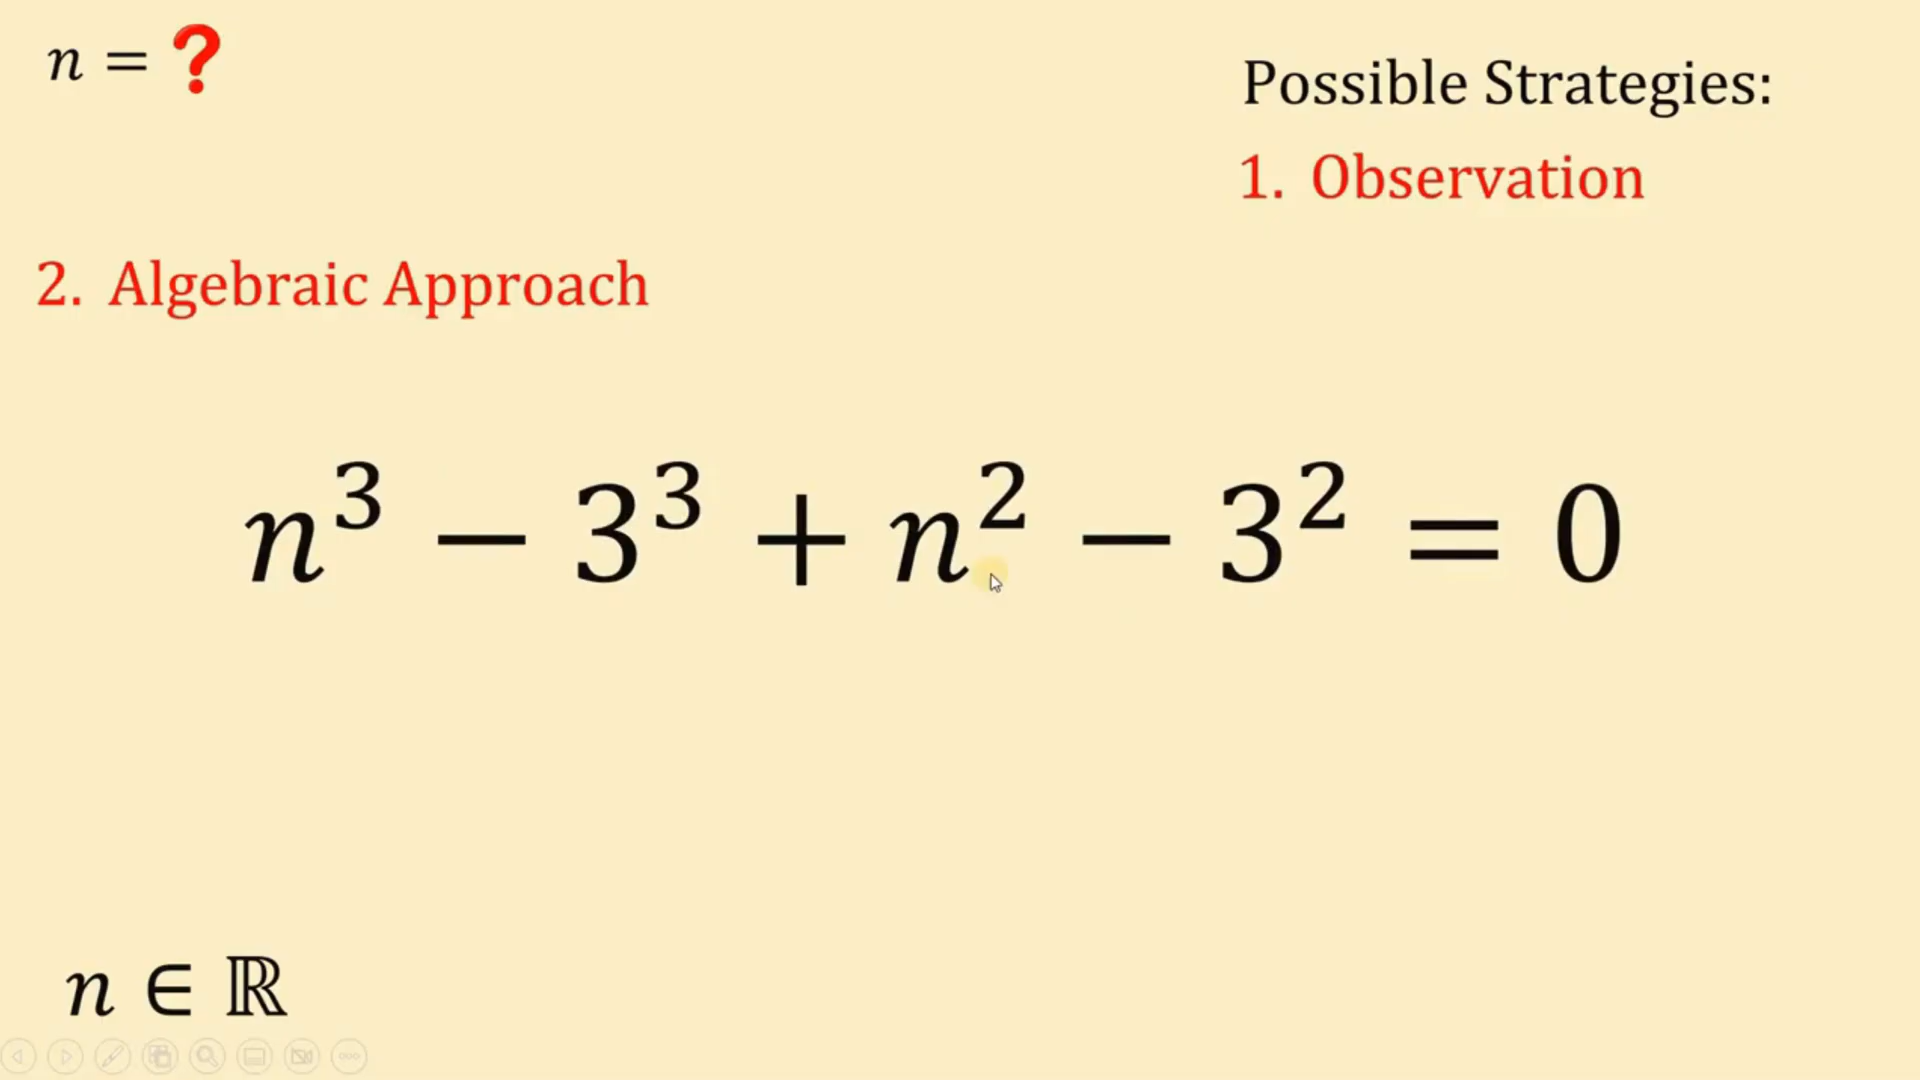 n = ❓
Possible Strategies:
1. Observation
2. Algebraic Approach
n³ − 3³ + n² − 3² = 0
n ∈ ℝ